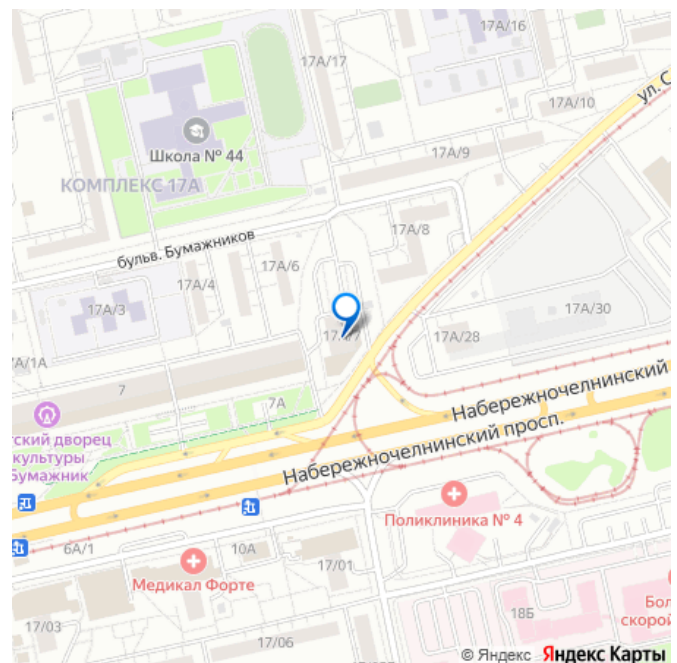 17А/16
17А/17
17А/10
ул. С
Школа № 44
17А/9
КОМПЛЕКС 17А
17А/8
бульв. Бумажников
17А/6
17А/4
17А/3
17А/30
17А/28
А/1А
7
7А
Набережночелнинский
тский дворец
культуры
Бумажник
Набережночелнинский просп.
Поликлиника № 4
6А/1
10А
17/01
Медикал Форте
18Б
Бол
скорой
17/03
17/06
© Яндекс Яндекс Карты